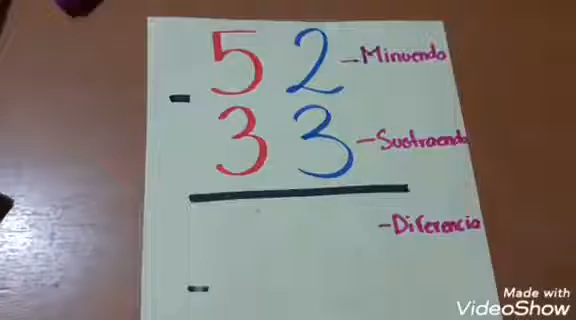 52 - Minuendo
- 33 - Sustraendo
- Diferencia
-
Made with
VideoShow